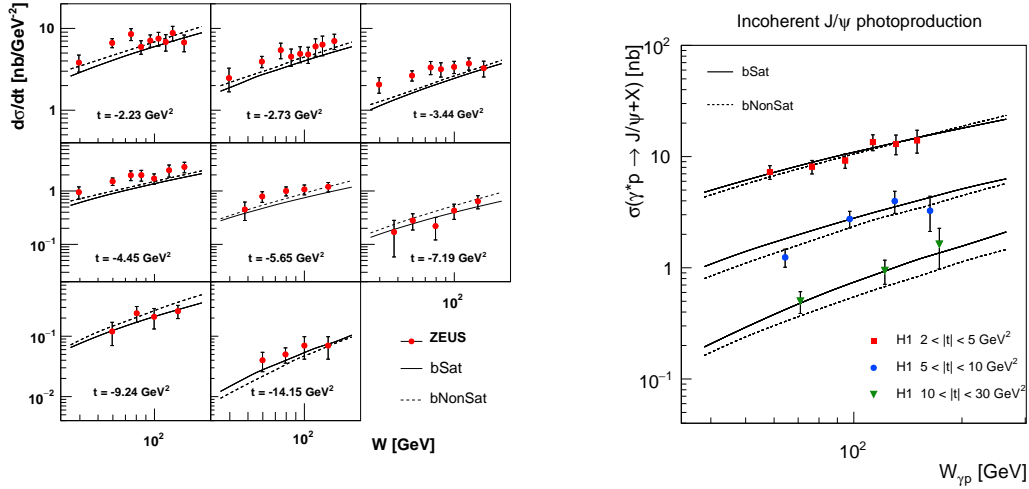 dσ/dt [nb/GeV⁻²]
10
1
t = -2.23 GeV²
t = -2.73 GeV²
t = -3.44 GeV²
1
10⁻¹
t = -4.45 GeV²
t = -5.65 GeV²
t = -7.19 GeV²
10²
10⁻¹
10⁻²
t = -9.24 GeV²
t = -14.15 GeV²
ZEUS
bSat
bNonSat
10²
10²
W [GeV]
Incoherent J/ψ photoproduction
σ(γ*p → J/ψ+X) [nb]
10²
10
1
10⁻¹
bSat
bNonSat
H1 2 < |t| < 5 GeV²
H1 5 < |t| < 10 GeV²
H1 10 < |t| < 30 GeV²
10²
W_γp [GeV]